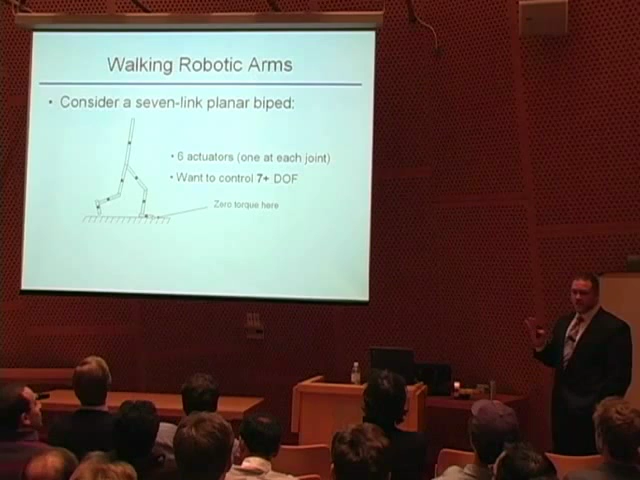 Walking Robotic Arms
• Consider a seven-link planar biped:
• 6 actuators (one at each joint)
• Want to control 7+ DOF
Zero torque here